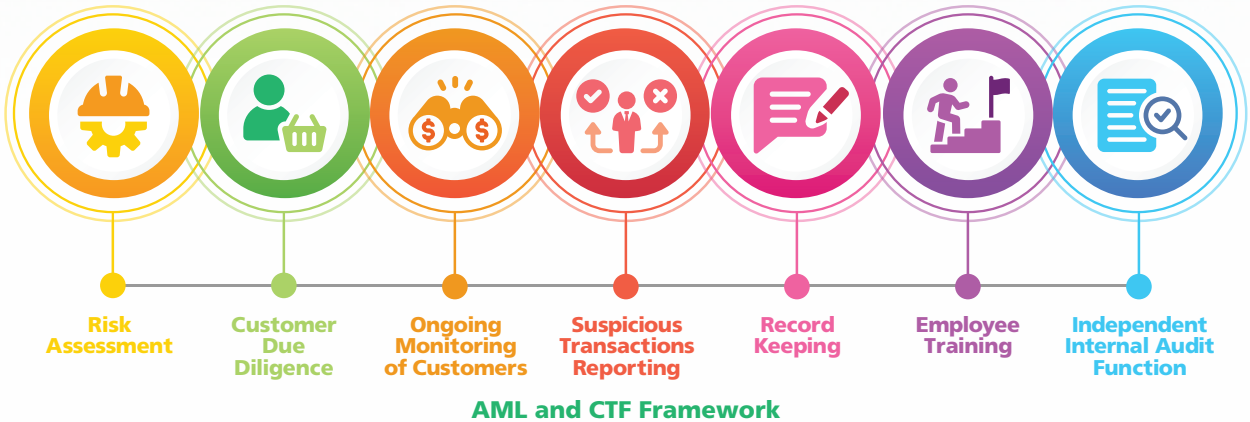 Risk
Assessment
Customer
Due
Diligence
Ongoing
Monitoring
of Customers
Suspicious
Transactions
Reporting
Record
Keeping
Employee
Training
Independent
Internal Audit
Function
AML and CTF Framework